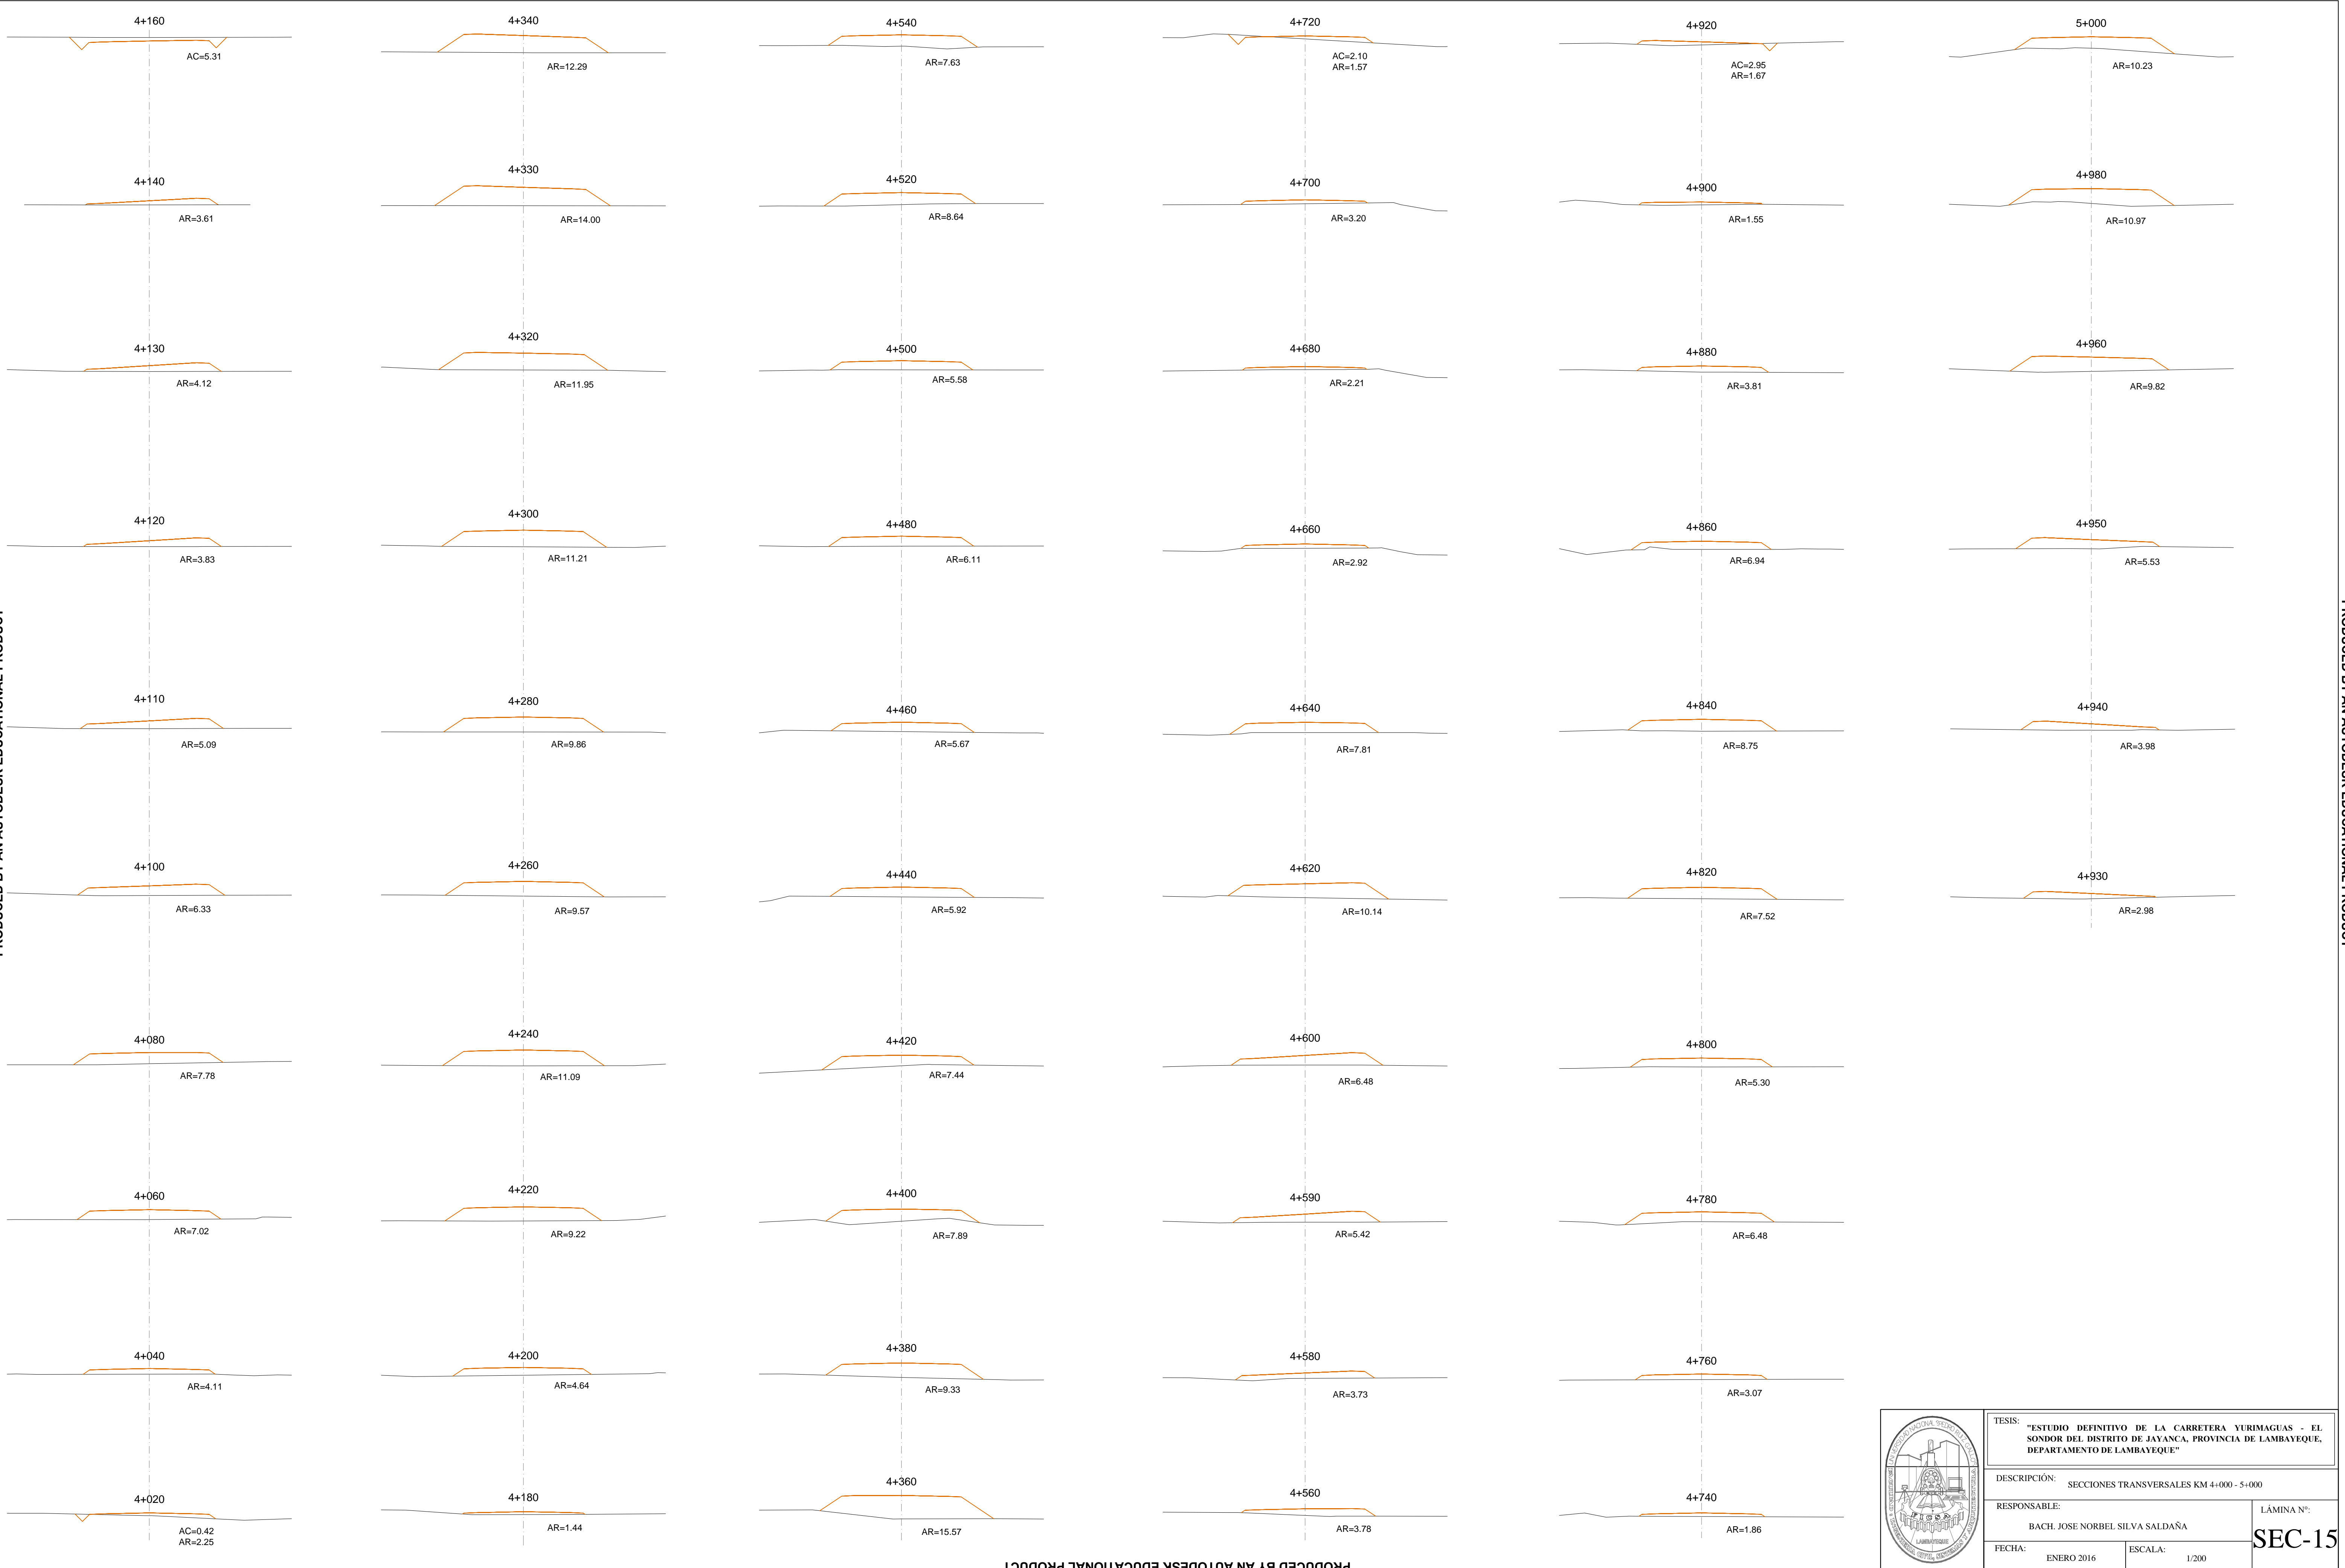 4+160
AC=5.31
4+140
AR=3.61
4+130
AR=4.12
4+120
AR=3.83
4+110
AR=5.09
4+100
AR=6.33
4+080
AR=7.78
4+060
AR=7.02
4+040
AR=4.11
4+020
AC=0.42
AR=2.25
4+340
AR=12.29
4+330
AR=14.00
4+320
AR=11.95
4+300
AR=11.21
4+280
AR=9.86
4+260
AR=9.57
4+240
AR=11.09
4+220
AR=9.22
4+200
AR=4.64
4+180
AR=1.44
4+540
AR=7.63
4+520
AR=8.64
4+500
AR=5.58
4+480
AR=6.11
4+460
AR=5.67
4+440
AR=5.92
4+420
AR=7.44
4+400
AR=7.89
4+380
AR=9.33
4+360
AR=15.57
4+720
AC=2.10
AR=1.57
4+700
AR=3.20
4+680
AR=2.21
4+660
AR=2.92
4+640
AR=7.81
4+620
AR=10.14
4+600
AR=6.48
4+590
AR=5.42
4+580
AR=3.73
4+560
AR=3.78
4+920
AC=2.95
AR=1.67
4+900
AR=1.55
4+880
AR=3.81
4+860
AR=6.94
4+840
AR=8.75
4+820
AR=7.52
4+800
AR=5.30
4+780
AR=6.48
4+760
AR=3.07
4+740
AR=1.86
5+000
AR=10.23
4+980
AR=10.97
4+960
AR=9.82
4+950
AR=5.53
4+940
AR=3.98
4+930
AR=2.98
PRODUCED BY AN AUTODESK EDUCATIONAL PRODUCT
PRODUCED BY AN AUTODESK EDUCATIONAL PRODUCT
PRODUCED BY AN AUTODESK EDUCATIONAL PRODUCT
FICSA
LAMBAYEQUE
TESIS:
"ESTUDIO DEFINITIVO DE LA CARRETERA YURIMAGUAS - EL
SONDOR DEL DISTRITO DE JAYANCA, PROVINCIA DE LAMBAYEQUE,
DEPARTAMENTO DE LAMBAYEQUE"
DESCRIPCIÓN: SECCIONES TRANSVERSALES KM 4+000 - 5+000
RESPONSABLE:
BACH. JOSE NORBEL SILVA SALDAÑA
LÁMINA Nº:
SEC-15
FECHA:
ENERO 2016
ESCALA:
1/200